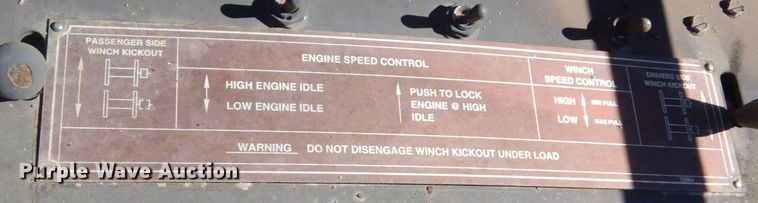 PASSENGER SIDE
WINCH KICKOUT
ENGINE SPEED CONTROL
HIGH ENGINE IDLE
LOW ENGINE IDLE
PUSH TO LOCK
ENGINE @ HIGH
IDLE
WINCH
SPEED CONTROL
HIGH MIN PULL
LOW MAX PULL
DRIVERS SIDE
WINCH KICKOUT
WARNING DO NOT DISENGAGE WINCH KICKOUT UNDER LOAD
Purple Wave Auction